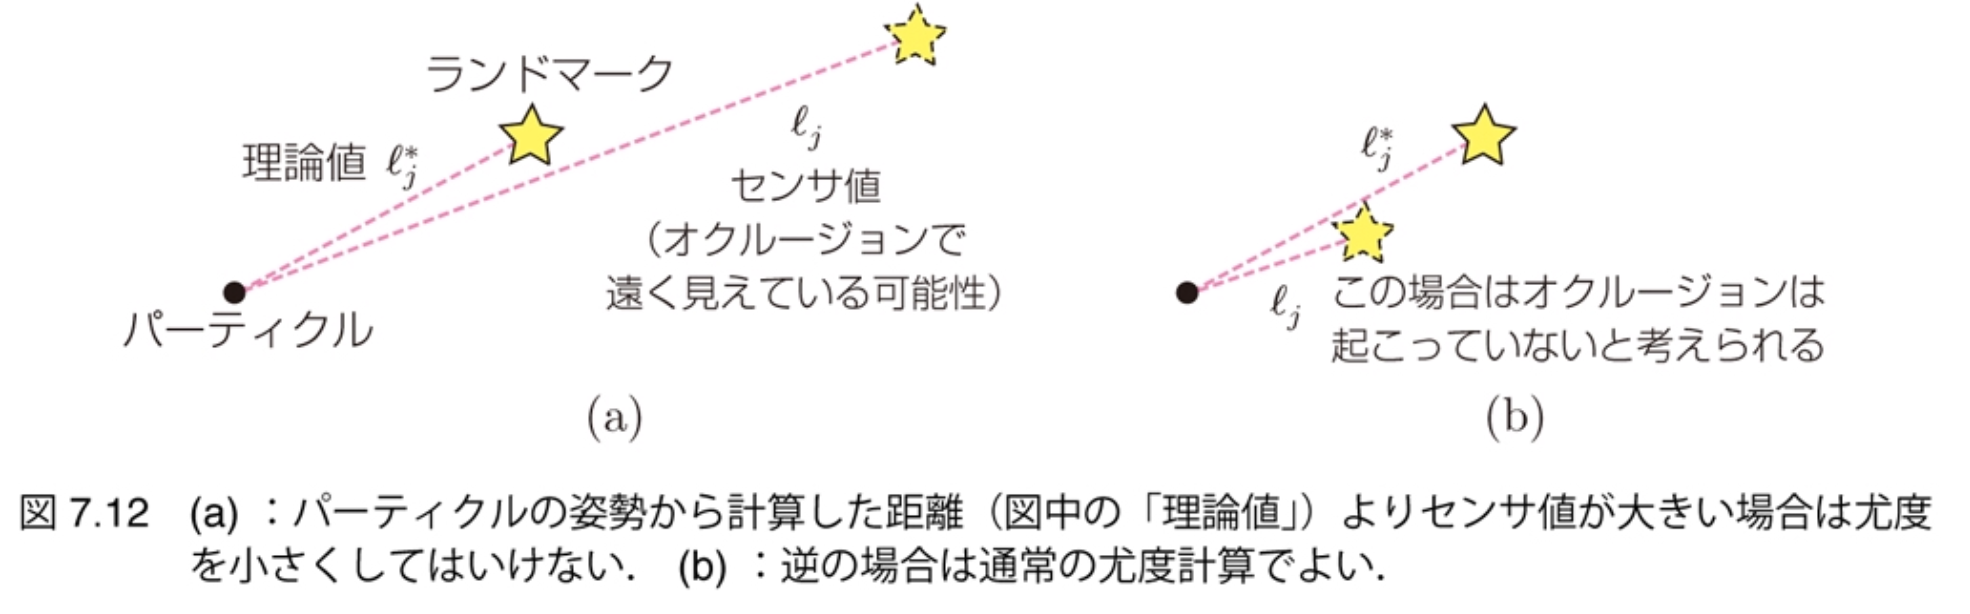 ランドマーク
理論値 ℓ*j
ℓj
センサ値
（オクルージョンで
遠く見えている可能性）
パーティクル
(a)
ℓ*j
ℓj
この場合はオクルージョンは
起こっていないと考えられる
(b)
図 7.12 (a) ：パーティクルの姿勢から計算した距離（図中の「理論値」）よりセンサ値が大きい場合は尤度
を小さくしてはいけない． (b) ：逆の場合は通常の尤度計算でよい．